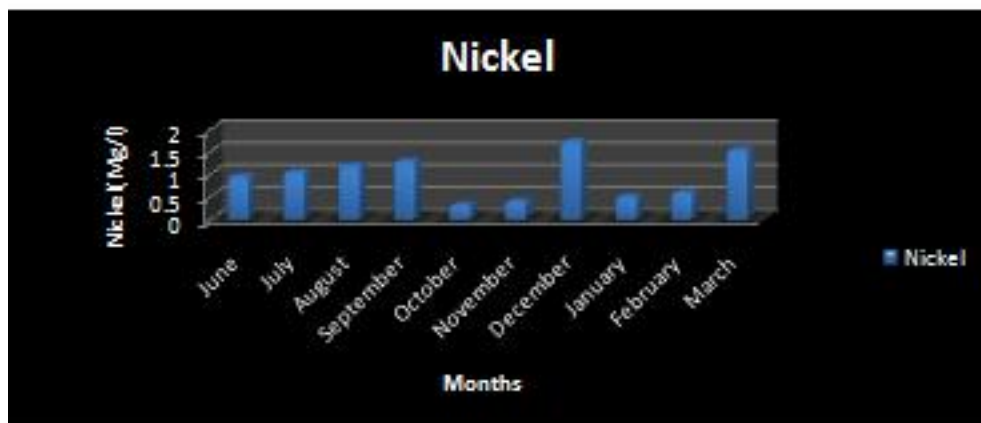 Nickel
Nickel(Mg/l)
2
1.5
1
0.5
0
June
July
August
September
October
November
December
January
February
March
Nickel
Months